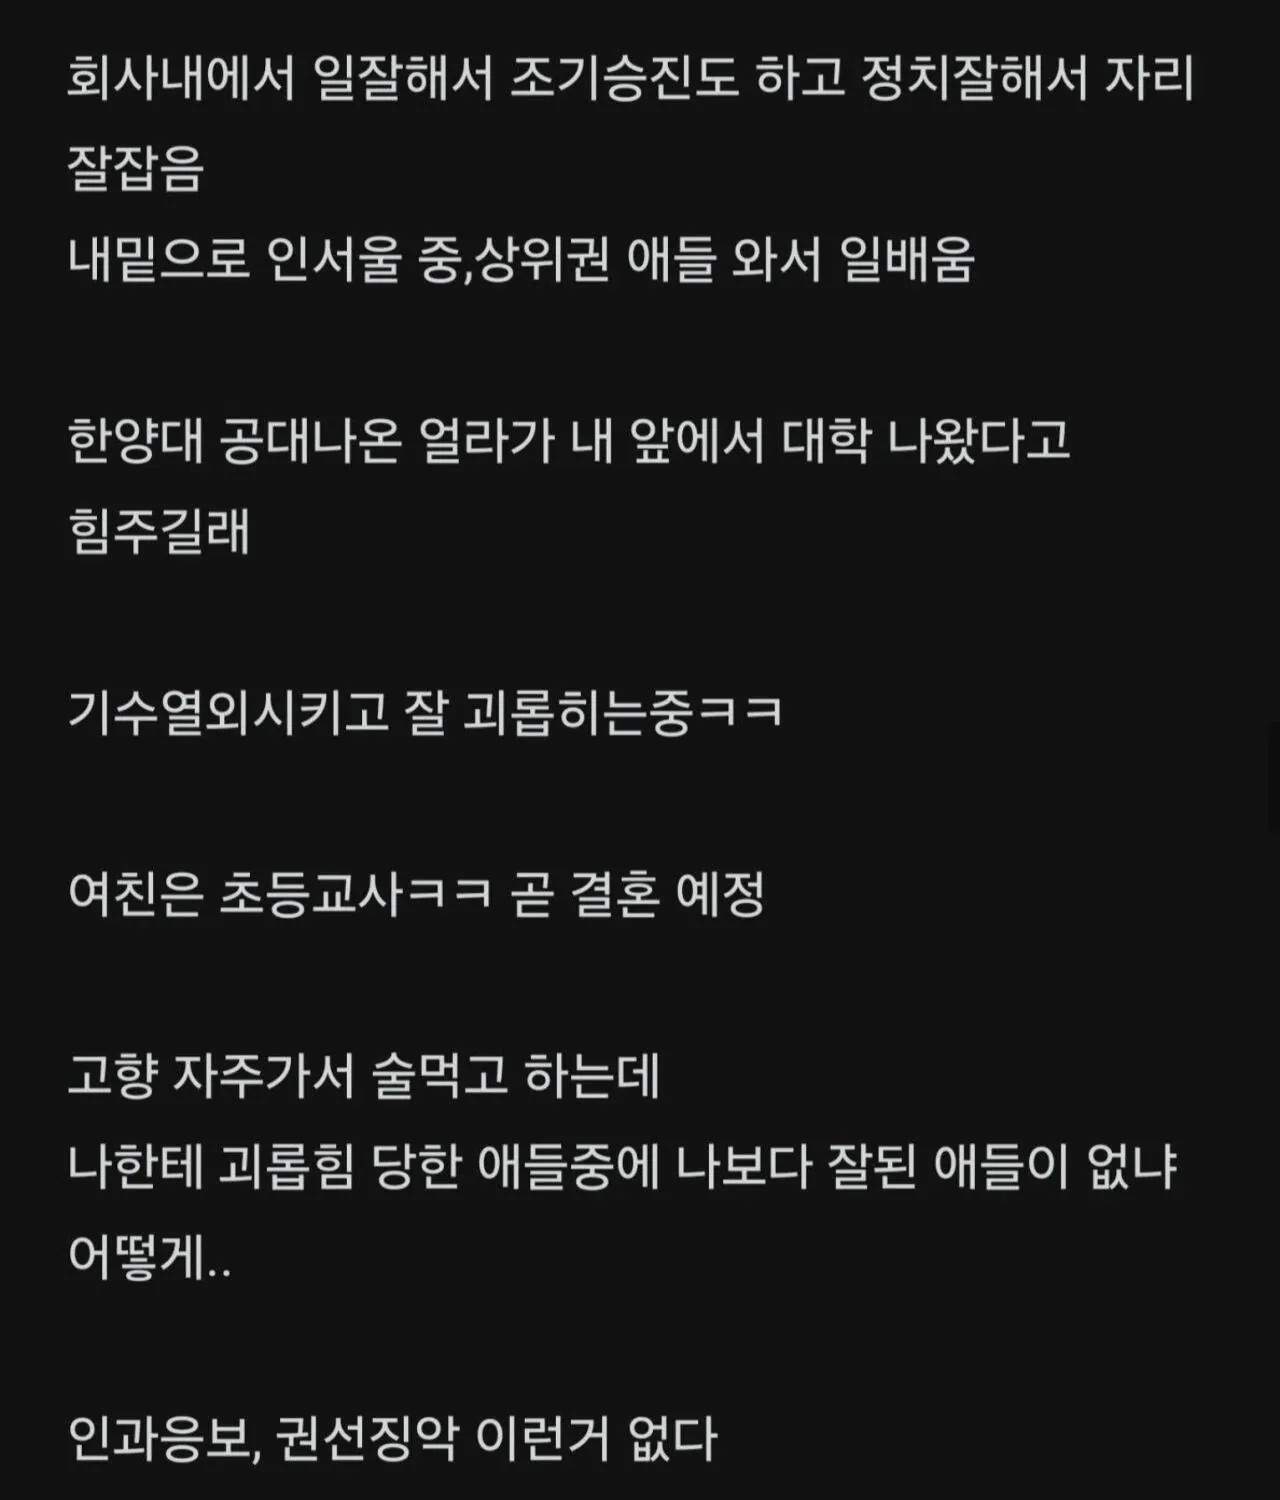 회사내에서 일잘해서 조기승진도 하고 정치잘해서 자리
잘잡음
내밑으로 인서울 중,상위권 애들 와서 일배움
한양대 공대나온 얼라가 내 앞에서 대학 나왔다고
힘주길래
기수열외시키고 잘 괴롭히는중ㅋㅋ
여친은 초등교사ㅋㅋ 곧 결혼 예정
고향 자주가서 술먹고 하는데
나한테 괴롭힘 당한 애들중에 나보다 잘된 애들이 없냐
어떻게..
인과응보, 권선징악 이런거 없다